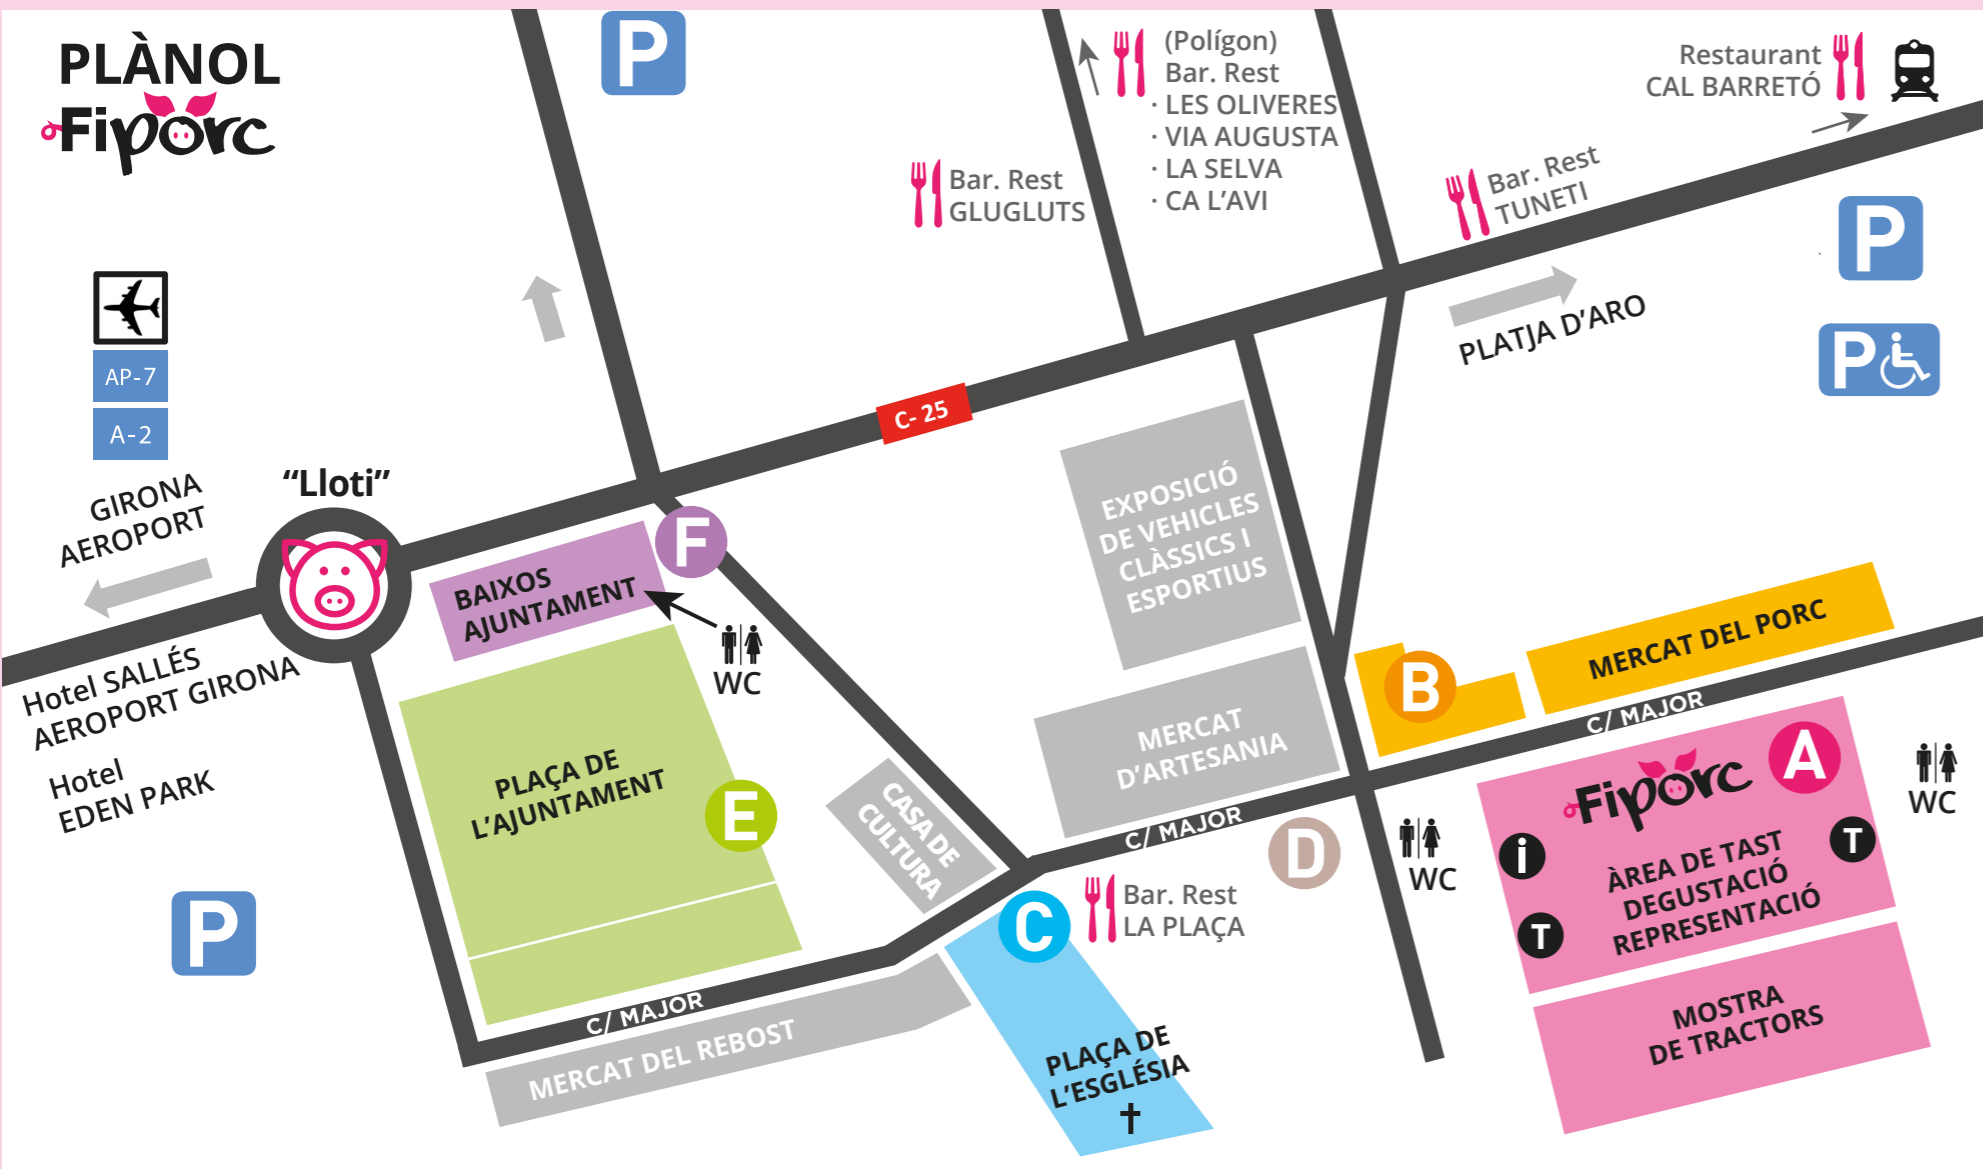 PLÀNOL
Fiporc
P
(Polígon)
Bar. Rest
· LES OLIVERES
· VIA AUGUSTA
· LA SELVA
· CA L'AVI
Restaurant
CAL BARRETÓ
Bar. Rest
GLUGLUTS
Bar. Rest
TUNETI
P
PLATJA D'ARO
P
AP-7
A-2
C- 25
GIRONA
AEROPORT
“Lloti”
EXPOSICIÓ
DE VEHICLES
CLÀSSICS I
ESPORTIUS
F
BAIXOS
AJUNTAMENT
WC
Hotel SALLÉS
AEROPORT GIRONA
Hotel
EDEN PARK
MERCAT DEL PORC
B
C/ MAJOR
MERCAT
D'ARTESANIA
C/ MAJOR
PLAÇA DE
L'AJUNTAMENT
E
CASA DE
CULTURA
D
WC
Fiporc
A
WC
i
T
T
ÀREA DE TAST
DEGUSTACIÓ
REPRESENTACIÓ
P
C
Bar. Rest
LA PLAÇA
C/ MAJOR
MERCAT DEL REBOST
PLAÇA DE
L'ESGLÉSIA
MOSTRA
DE TRACTORS